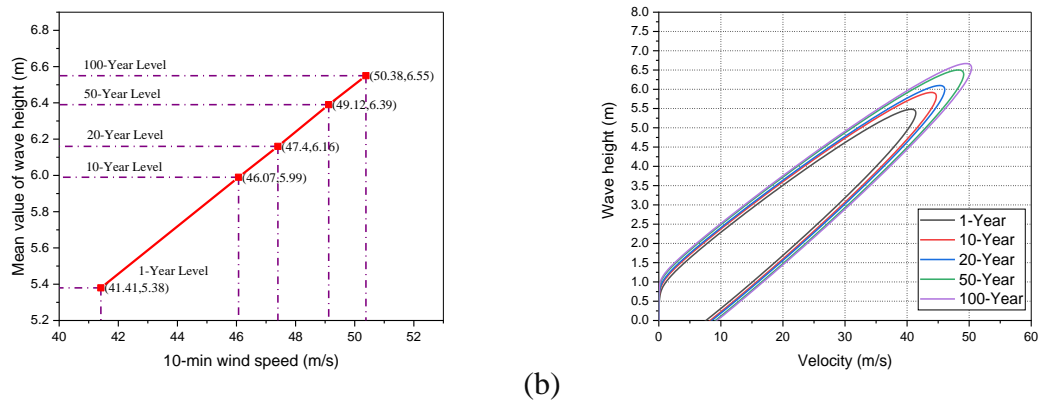 6.8
6.6
6.4
6.2
6.0
5.8
5.6
5.4
5.2
Mean value of wave height (m)
100-Year Level
(50.38,6.55)
50-Year Level
(49.12,6.39)
20-Year Level
(47.4,6.16)
10-Year Level
(46.07,5.99)
1-Year Level
(41.41,5.38)
40 42 44 46 48 50 52
10-min wind speed (m/s)
8.0
7.5
7.0
6.5
6.0
5.5
5.0
4.5
4.0
3.5
3.0
2.5
2.0
1.5
1.0
0.5
0.0
Wave height (m)
1-Year
10-Year
20-Year
50-Year
100-Year
0 10 20 30 40 50 60
Velocity (m/s)
(b)